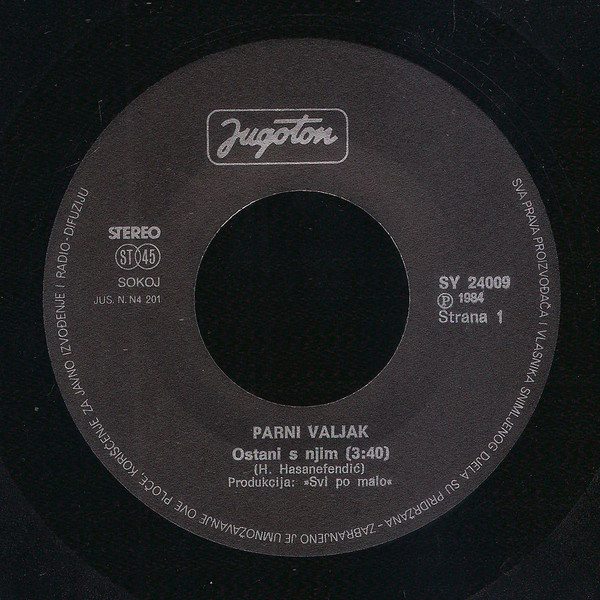 Jugoton
STEREO
ST 45
SOKOJ
JUS. N. N4 201
SY 24009
Ⓟ 1984
Strana 1
PARNI VALJAK
Ostani s njim (3:40)
(H. Hasanefendić)
Produkcija: »Svi po malo«
SVA PRAVA PROIZVOĐAČA I VLASNIKA SNIMLJENOG DJELA SU PRIDRŽANA - ZABRANJENO JE UMNOŽAVANJE OVE PLOČE, KORIŠĆENJE ZA JAVNO IZVOĐENJE I RADIO-DIFUZIJU